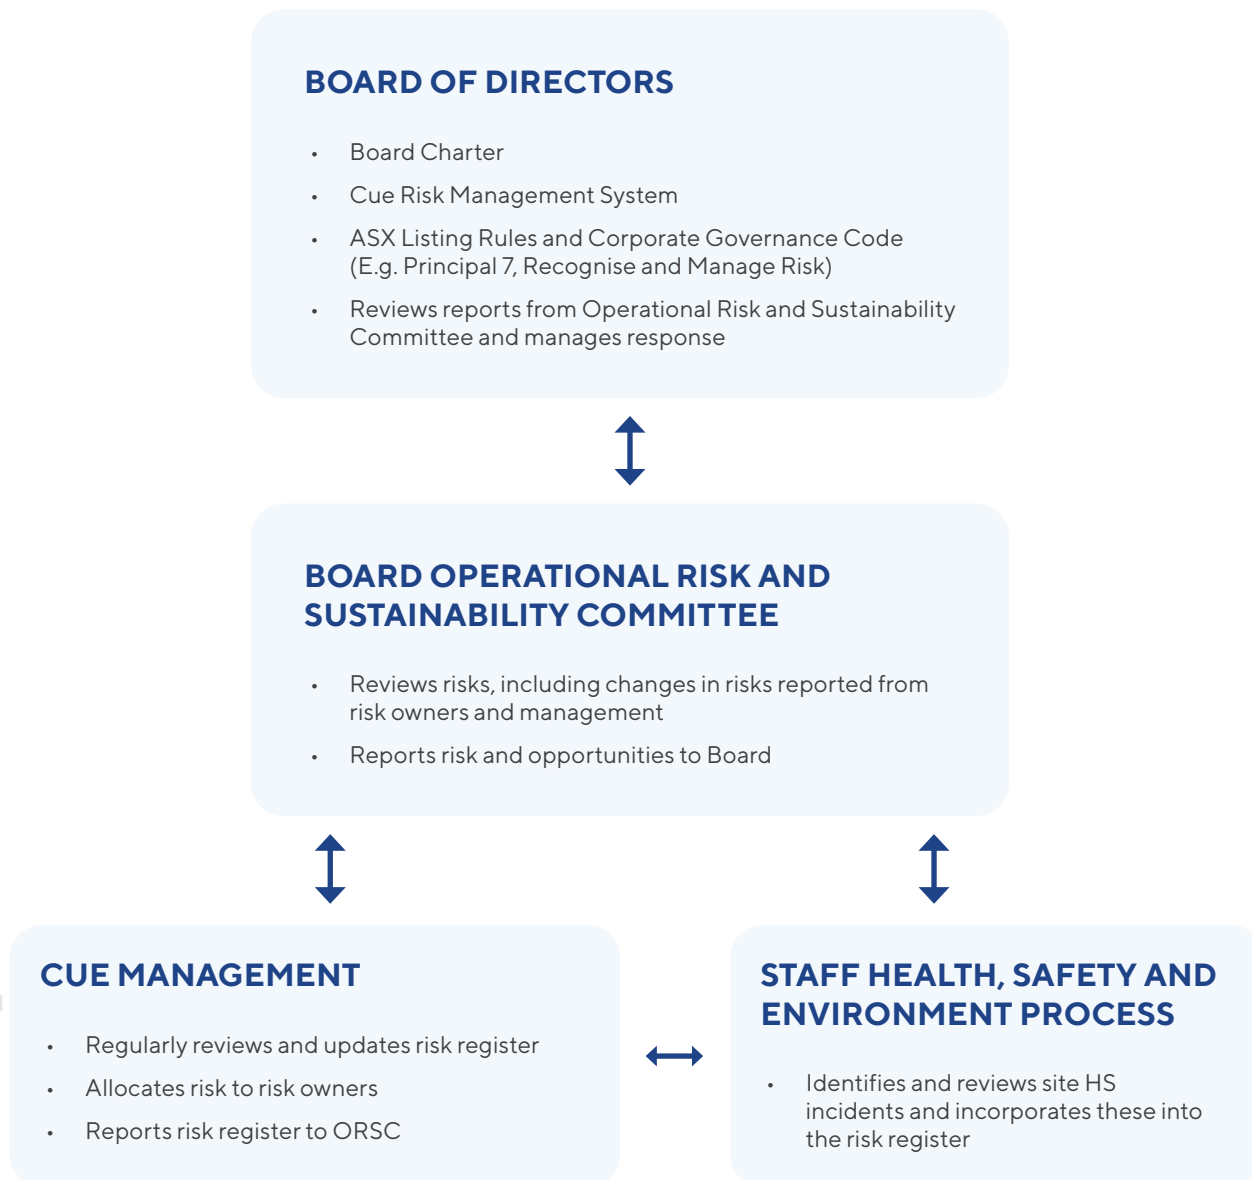 BOARD OF DIRECTORS
• Board Charter
• Cue Risk Management System
• ASX Listing Rules and Corporate Governance Code
(E.g. Principal 7, Recognise and Manage Risk)
• Reviews reports from Operational Risk and Sustainability
Committee and manages response
BOARD OPERATIONAL RISK AND
SUSTAINABILITY COMMITTEE
• Reviews risks, including changes in risks reported from
risk owners and management
• Reports risk and opportunities to Board
CUE MANAGEMENT
• Regularly reviews and updates risk register
• Allocates risk to risk owners
• Reports risk register to ORSC
STAFF HEALTH, SAFETY AND
ENVIRONMENT PROCESS
• Identifies and reviews site HS
incidents and incorporates these into
the risk register